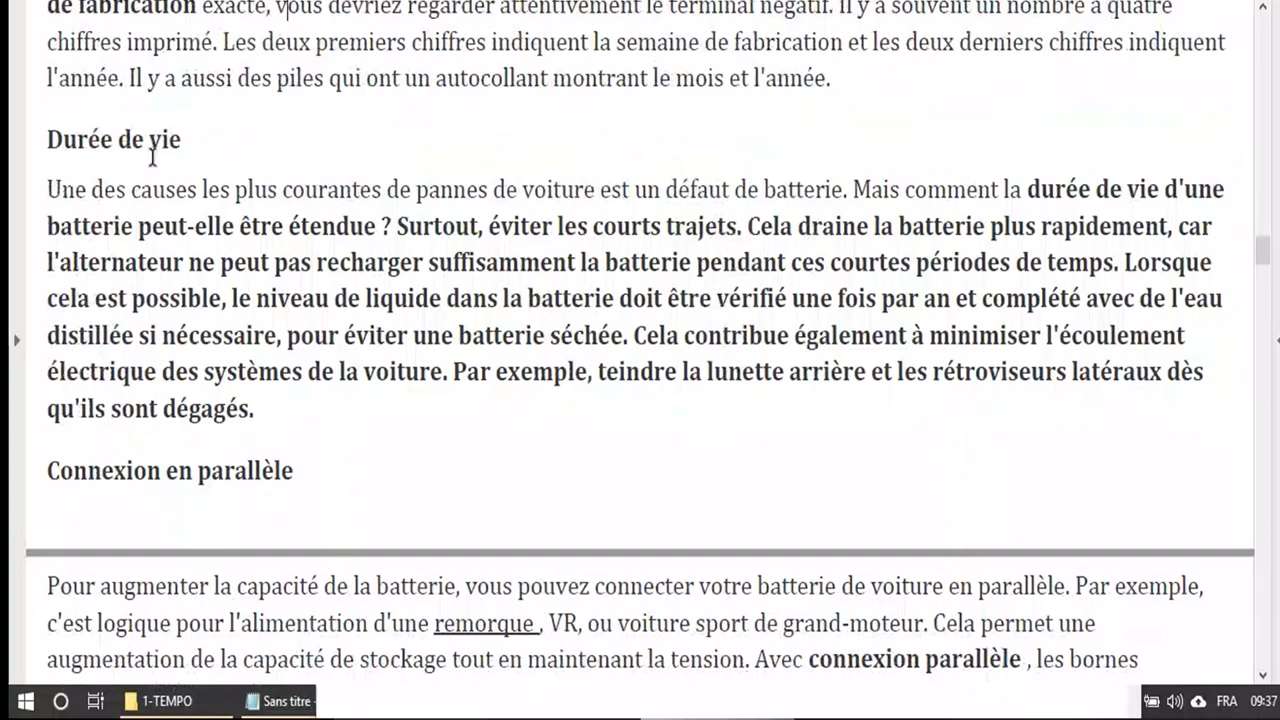 de fabrication exacte, vous devriez regarder attentivement le terminal négatif. Il y a souvent un nombre à quatre
chiffres imprimé. Les deux premiers chiffres indiquent la semaine de fabrication et les deux derniers chiffres indiquent
l'année. Il y a aussi des piles qui ont un autocollant montrant le mois et l'année.
Durée de vie
Une des causes les plus courantes de pannes de voiture est un défaut de batterie. Mais comment la durée de vie d'une
batterie peut-elle être étendue ? Surtout, éviter les courts trajets. Cela draine la batterie plus rapidement, car
l'alternateur ne peut pas recharger suffisamment la batterie pendant ces courtes périodes de temps. Lorsque
cela est possible, le niveau de liquide dans la batterie doit être vérifié une fois par an et complété avec de l'eau
distillée si nécessaire, pour éviter une batterie séchée. Cela contribue également à minimiser l'écoulement
électrique des systèmes de la voiture. Par exemple, teindre la lunette arrière et les rétroviseurs latéraux dès
qu'ils sont dégagés.
Connexion en parallèle
Pour augmenter la capacité de la batterie, vous pouvez connecter votre batterie de voiture en parallèle. Par exemple,
c'est logique pour l'alimentation d'une remorque , VR, ou voiture sport de grand-moteur. Cela permet une
augmentation de la capacité de stockage tout en maintenant la tension. Avec connexion parallèle , les bornes
1-TEMPO Sans titre - FRA 09:37